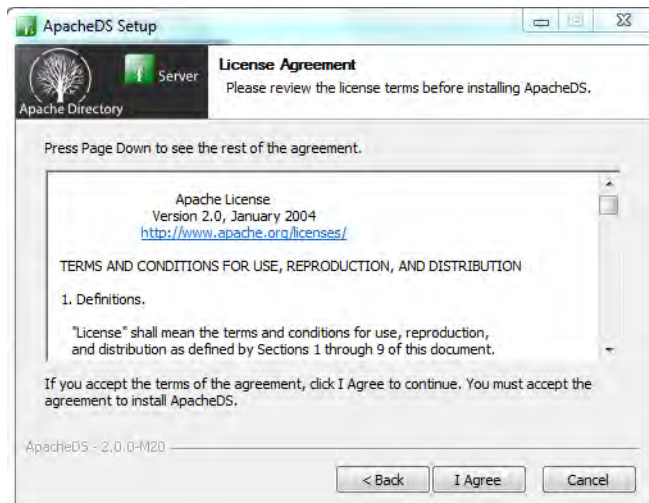 ApacheDS Setup
Server
Apache Directory
License Agreement
Please review the license terms before installing ApacheDS.
Press Page Down to see the rest of the agreement.
Apache License
Version 2.0, January 2004
http://www.apache.org/licenses/
TERMS AND CONDITIONS FOR USE, REPRODUCTION, AND DISTRIBUTION
1. Definitions.
"License" shall mean the terms and conditions for use, reproduction,
and distribution as defined by Sections 1 through 9 of this document.
If you accept the terms of the agreement, click I Agree to continue. You must accept the
agreement to install ApacheDS.
ApacheDS - 2.0.0-M20
< Back I Agree Cancel